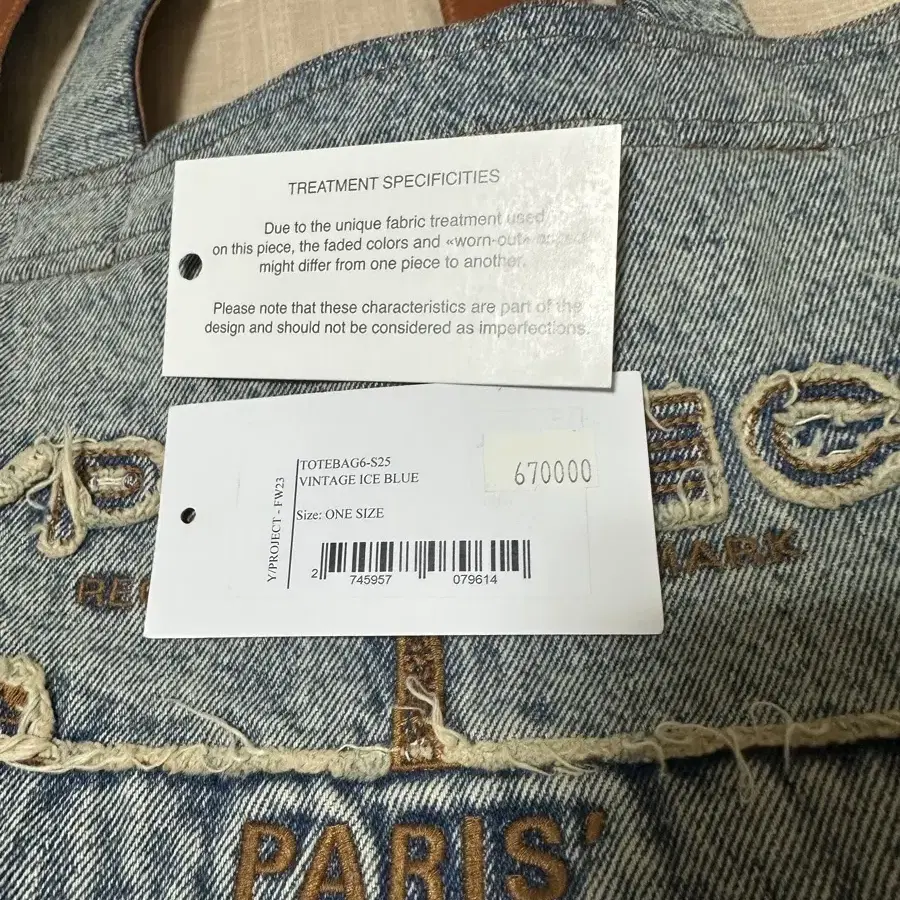 TREATMENT SPECIFICITIES
Due to the unique fabric treatment used
on this piece, the faded colors and «worn-out»
might differ from one piece to another.
Please note that these characteristics are part of the
design and should not be considered as imperfections.
Y/PROJECT - FW23
TOTEBAG6-S25
VINTAGE ICE BLUE
Size: ONE SIZE
670000
2 745957 079614
PARIS'